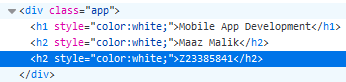 <div class="app">
<h1 style="color:white;">Mobile App Development</h1>
<h2 style="color:white;">Maaz Malik</h2>
<h2 style="color:white;">Z23385841</h2>
</div>